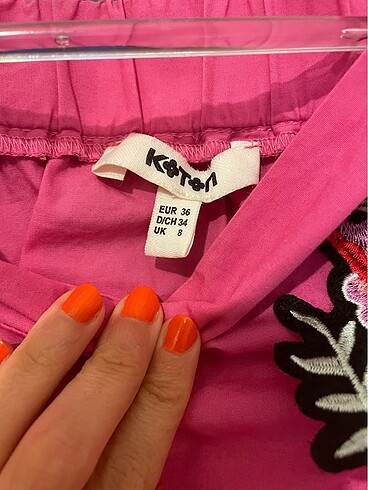 KOTON
EUR 36
D/CH 34
UK 8